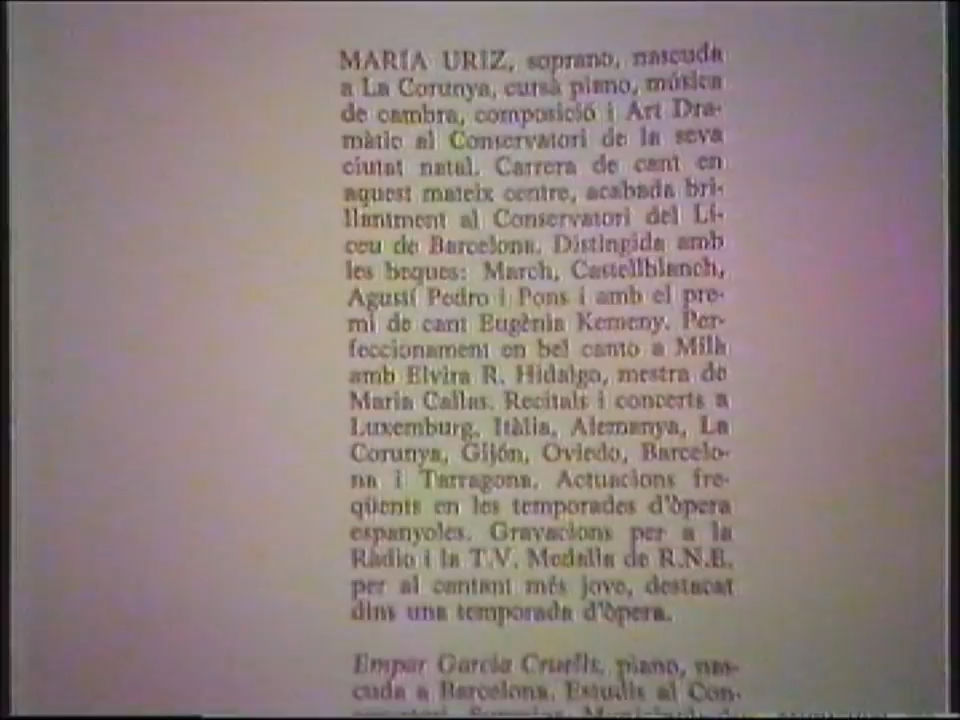 MARIA URIZ, soprano, nascuda
a La Corunya, cursà piano, música
de cambra, composició i Art Dra-
màtic al Conservatori de la seva
ciutat natal. Carrera de cant en
aquest mateix centre, acabada bri-
llantment al Conservatori del Li-
ceu de Barcelona. Distingida amb
les beques: March, Castellblanch,
Agustí Pedro i Pons i amb el pre-
mi de cant Eugènia Kemeny. Per-
feccionament en bel canto a Milà
amb Elvira R. Hidalgo, mestra de
Maria Callas. Recitals i concerts a
Luxemburg, Itàlia, Alemanya, La
Corunya, Gijón, Oviedo, Barcelo-
na i Tarragona. Actuacions fre-
qüents en les temporades d'òpera
espanyoles. Gravacions per a la
Ràdio i la T.V. Medalla de R.N.E.
per al cantant més jove, destacat
dins una temporada d'òpera.
Empar García Cruells, piano, nas-
cuda a Barcelona. Estudis al Con-